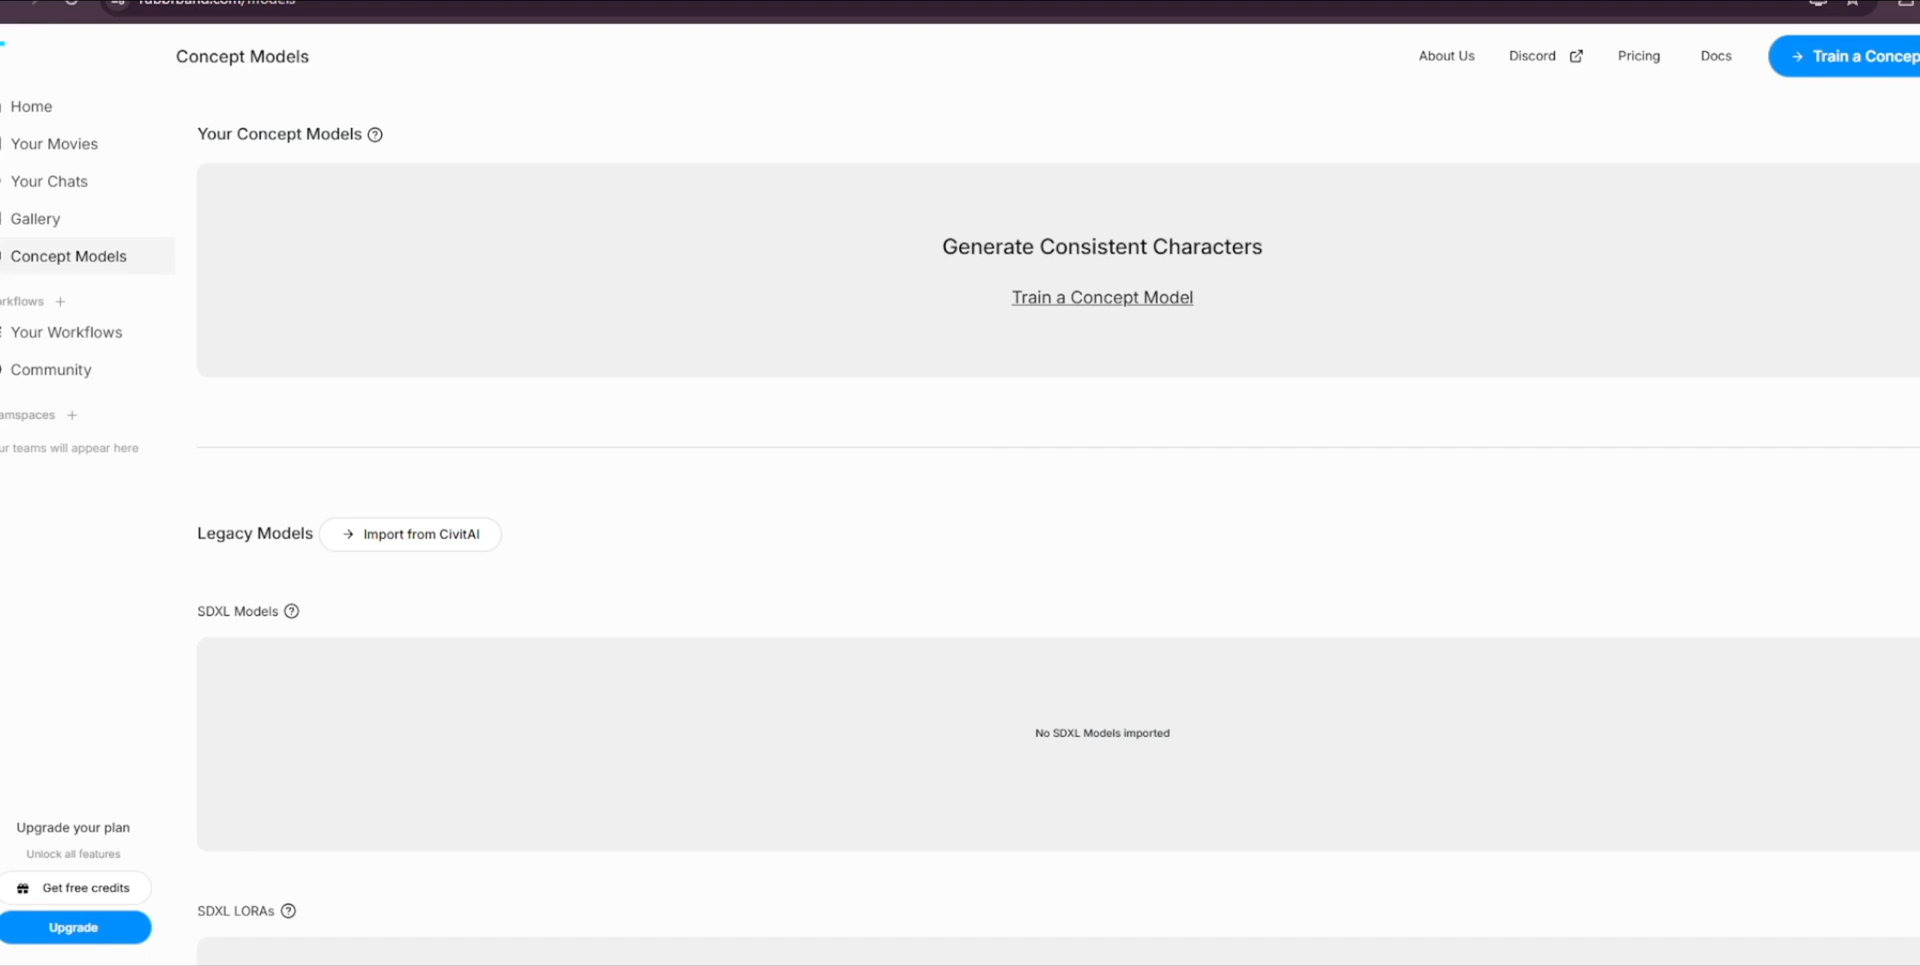 Concept Models
About Us
Discord
Pricing
Docs
Train a Concep
Home
Your Movies
Your Chats
Gallery
Concept Models
rkflows +
Your Workflows
Community
amspaces +
ur teams will appear here
Upgrade your plan
Unlock all features
Get free credits
Upgrade
Your Concept Models
Generate Consistent Characters
Train a Concept Model
Legacy Models
Import from CivitAI
SDXL Models
No SDXL Models imported
SDXL LORAs